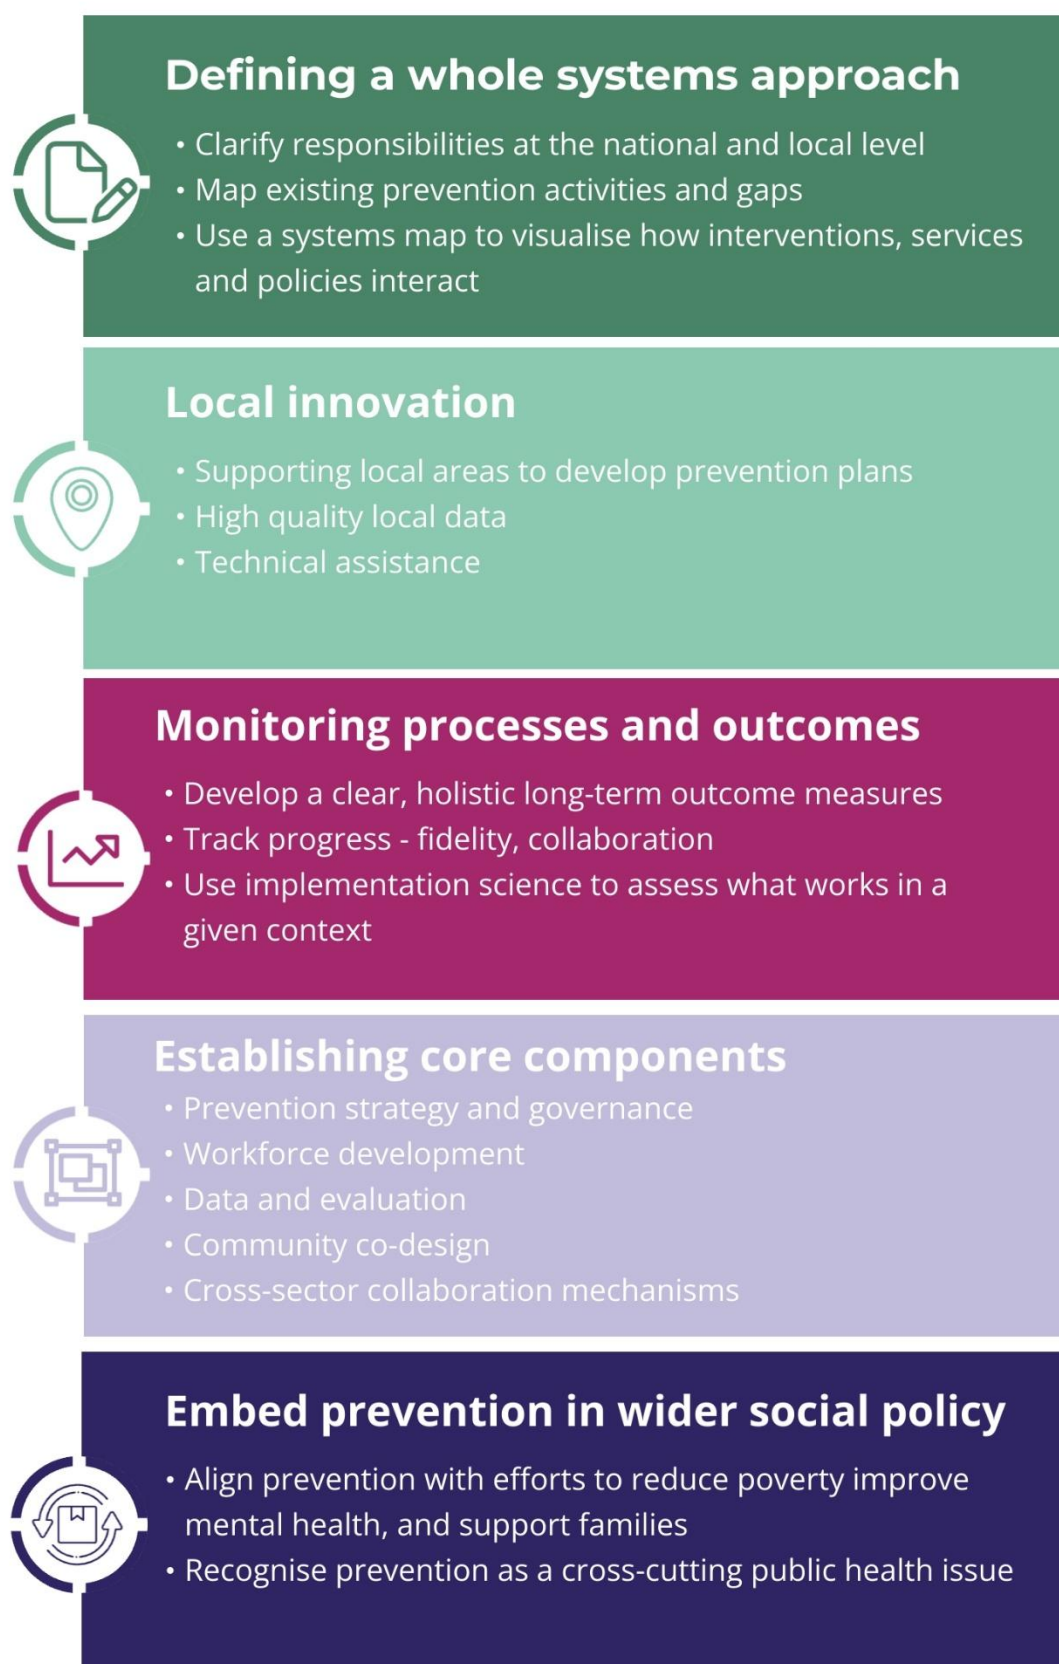 Defining a whole systems approach
• Clarify responsibilities at the national and local level
• Map existing prevention activities and gaps
• Use a systems map to visualise how interventions, services
and policies interact
Local innovation
• Supporting local areas to develop prevention plans
• High quality local data
• Technical assistance
Monitoring processes and outcomes
• Develop a clear, holistic long-term outcome measures
• Track progress - fidelity, collaboration
• Use implementation science to assess what works in a
given context
Establishing core components
• Prevention strategy and governance
• Workforce development
• Data and evaluation
• Community co-design
• Cross-sector collaboration mechanisms
Embed prevention in wider social policy
• Align prevention with efforts to reduce poverty improve
mental health, and support families
• Recognise prevention as a cross-cutting public health issue